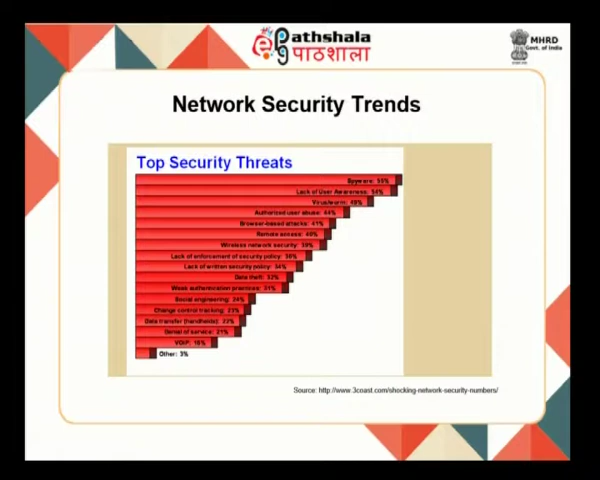 Pathshala
पाठशाला
MHRD
Govt. of India
Network Security Trends
Top Security Threats
Spyware: 55%
Lack of User Awareness: 54%
Virus/worm: 49%
Authorized user abuse: 44%
Browser-based attacks: 41%
Remote access: 40%
Wireless network security: 39%
Lack of enforcement of security policy: 36%
Lack of written security policy: 34%
Data theft: 32%
Weak authentication practices: 31%
Social engineering: 24%
Change control tracking: 23%
Data transfer (handhelds): 22%
Denial of service: 21%
VOIP:
Other: 3%
Source: http://www.3coast.com/shocking-network-security-numbers/